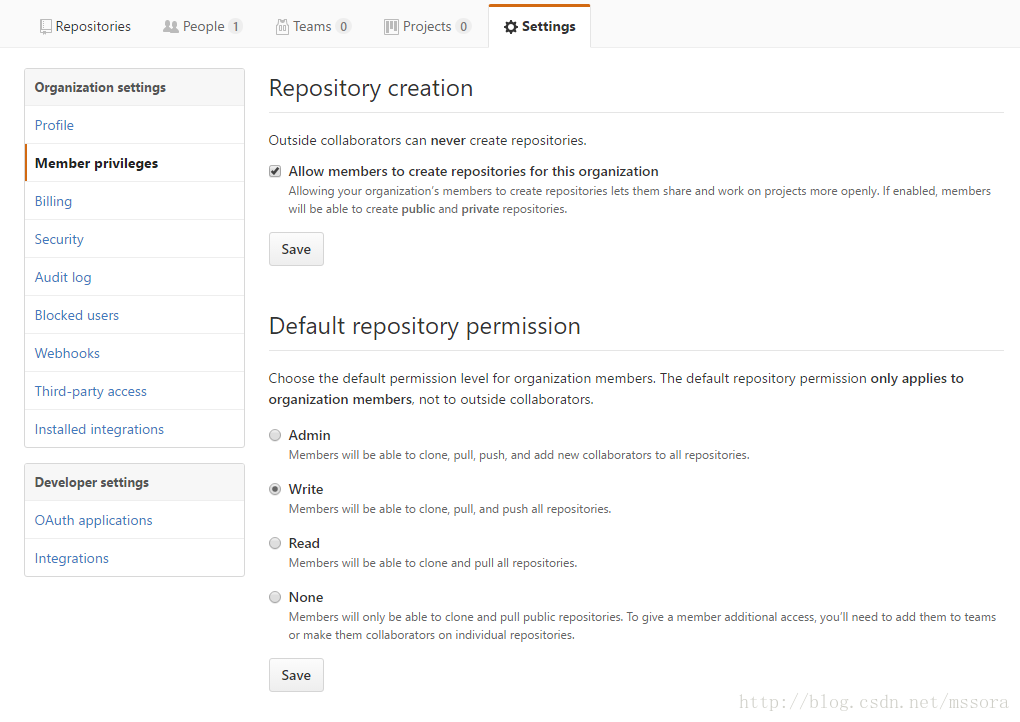 Repositories People 1 Teams 0 Projects 0 Settings
Organization settings
Profile
Member privileges
Billing
Security
Audit log
Blocked users
Webhooks
Third-party access
Installed integrations
Developer settings
OAuth applications
Integrations
Repository creation
Outside collaborators can never create repositories.
Allow members to create repositories for this organization
Allowing your organization's members to create repositories lets them share and work on projects more openly. If enabled, members
will be able to create public and private repositories.
Save
Default repository permission
Choose the default permission level for organization members. The default repository permission only applies to
organization members, not to outside collaborators.
Admin
Members will be able to clone, pull, push, and add new collaborators to all repositories.
Write
Members will be able to clone, pull, and push all repositories.
Read
Members will be able to clone and pull all repositories.
None
Members will only be able to clone and pull public repositories. To give a member additional access, you'll need to add them to teams
or make them collaborators on individual repositories.
Save
http://blog.csdn.net/mssora